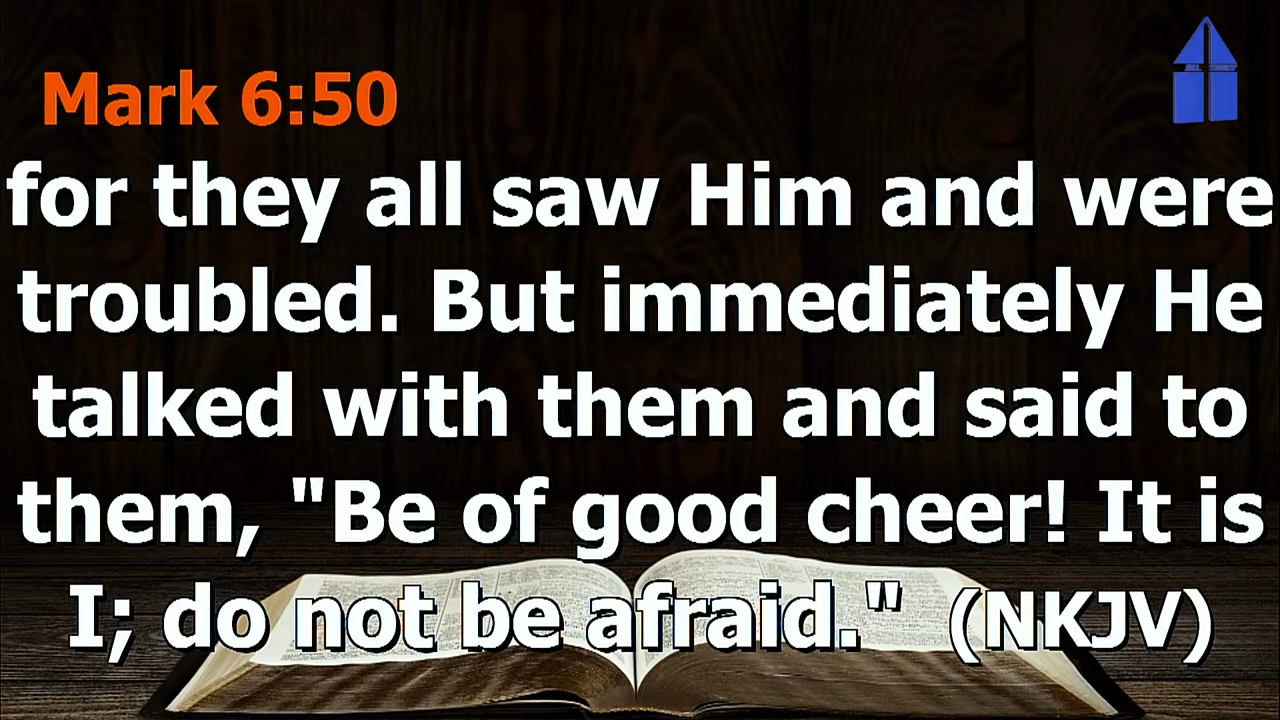 Mark 6:50
for they all saw Him and were
troubled. But immediately He
talked with them and said to
them, "Be of good cheer! It is
I; do not be afraid." (NKJV)